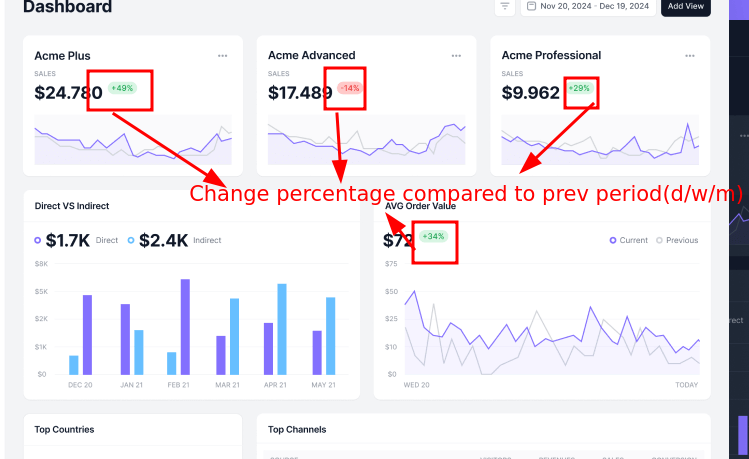 Dashboard
Nov 20, 2024 - Dec 19, 2024
Add View
Acme Plus
SALES
$24.780 +49%
Acme Advanced
SALES
$17.489 -14%
Acme Professional
SALES
$9.962 +29%
Change percentage compared to prev period(d/w/m)
Direct VS Indirect
$1.7K Direct $2.4K Indirect
$8K
$5K
$2K
$1K
$0
DEC 20 JAN 21 FEB 21 MAR 21 APR 21 MAY 21
AVG Order Value
$72 +34%
Current Previous
$75
$50
$25
$10
$0
WED 20 TODAY
Top Countries
Top Channels
rect